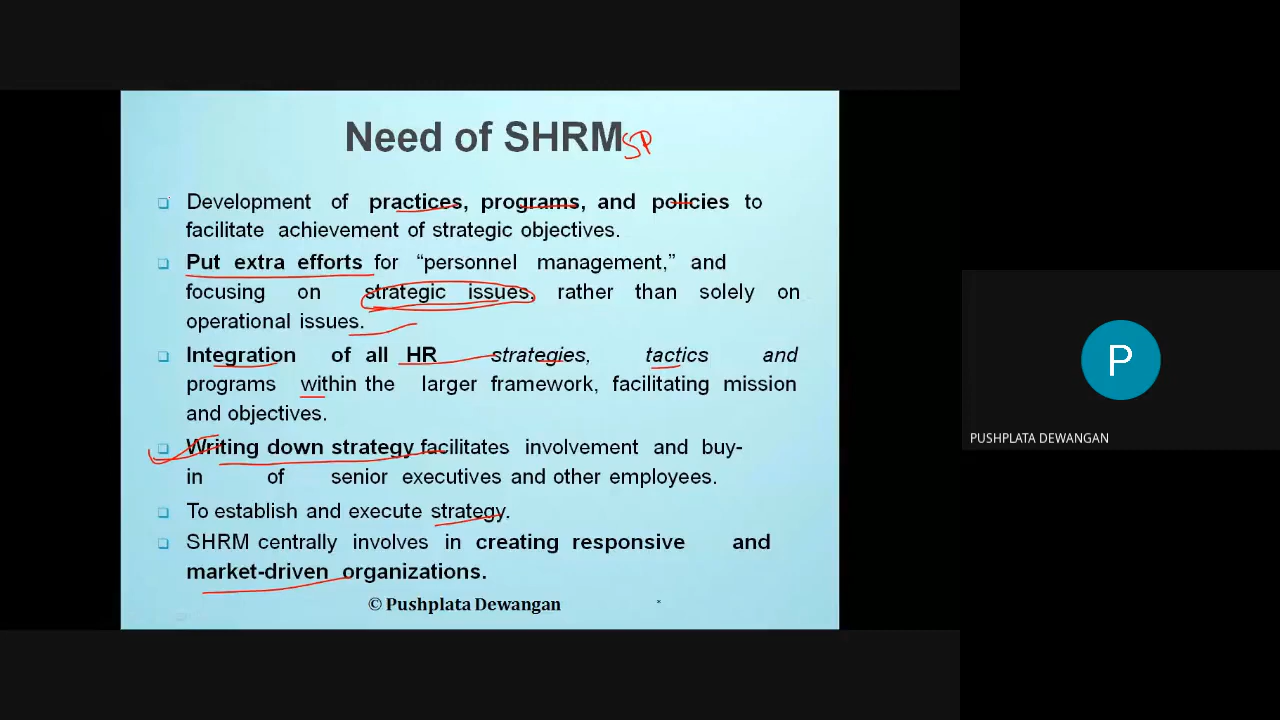 Need of SHRM SP
Development of practices, programs, and policies to
facilitate achievement of strategic objectives.
Put extra efforts for “personnel management,” and
focusing on strategic issues, rather than solely on
operational issues.
Integration of all HR strategies, tactics and
programs within the larger framework, facilitating mission
and objectives.
Writing down strategy facilitates involvement and buy-
in of senior executives and other employees.
To establish and execute strategy.
SHRM centrally involves in creating responsive and
market-driven organizations.
© Pushplata Dewangan
*
P
PUSHPLATA DEWANGAN